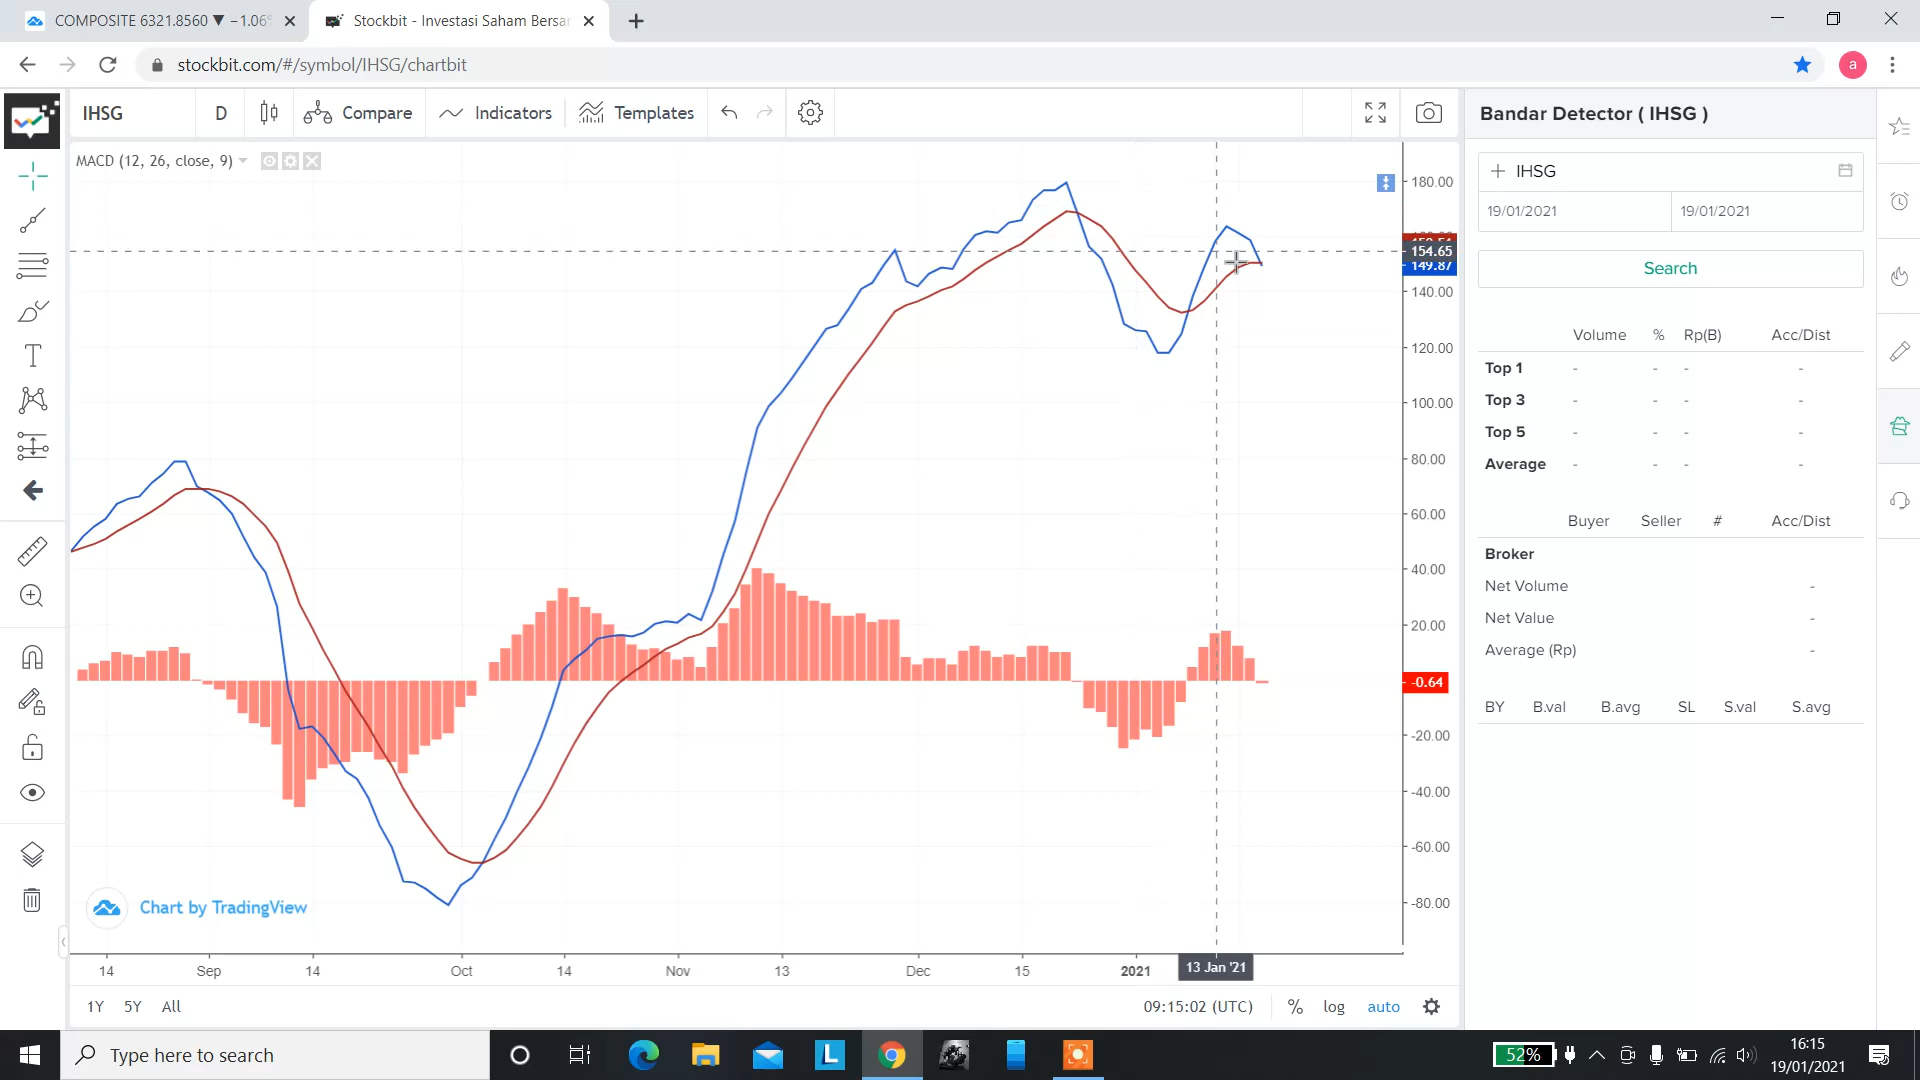 COMPOSITE 6321.8560 ▼ −1.06%
Stockbit - Investasi Saham Bersar
stockbit.com/#/symbol/IHSG/chartbit
a
IHSG
D
Compare
Indicators
Templates
MACD (12, 26, close, 9)
180.00
154.65
149.87
140.00
120.00
100.00
80.00
60.00
40.00
20.00
-0.64
-20.00
-40.00
-60.00
-80.00
Chart by TradingView
14
Sep
14
Oct
14
Nov
13
Dec
15
2021
13 Jan '21
1Y
5Y
All
09:15:02 (UTC)
%
log
auto
Bandar Detector ( IHSG )
IHSG
19/01/2021
19/01/2021
Search
Volume % Rp(B) Acc/Dist
Top 1 - - - -
Top 3 - - - -
Top 5 - - - -
Average - - - -
Buyer Seller # Acc/Dist
Broker
Net Volume -
Net Value -
Average (Rp) -
BY B.val B.avg SL S.val S.avg
Type here to search
L
52%
16:15
19/01/2021